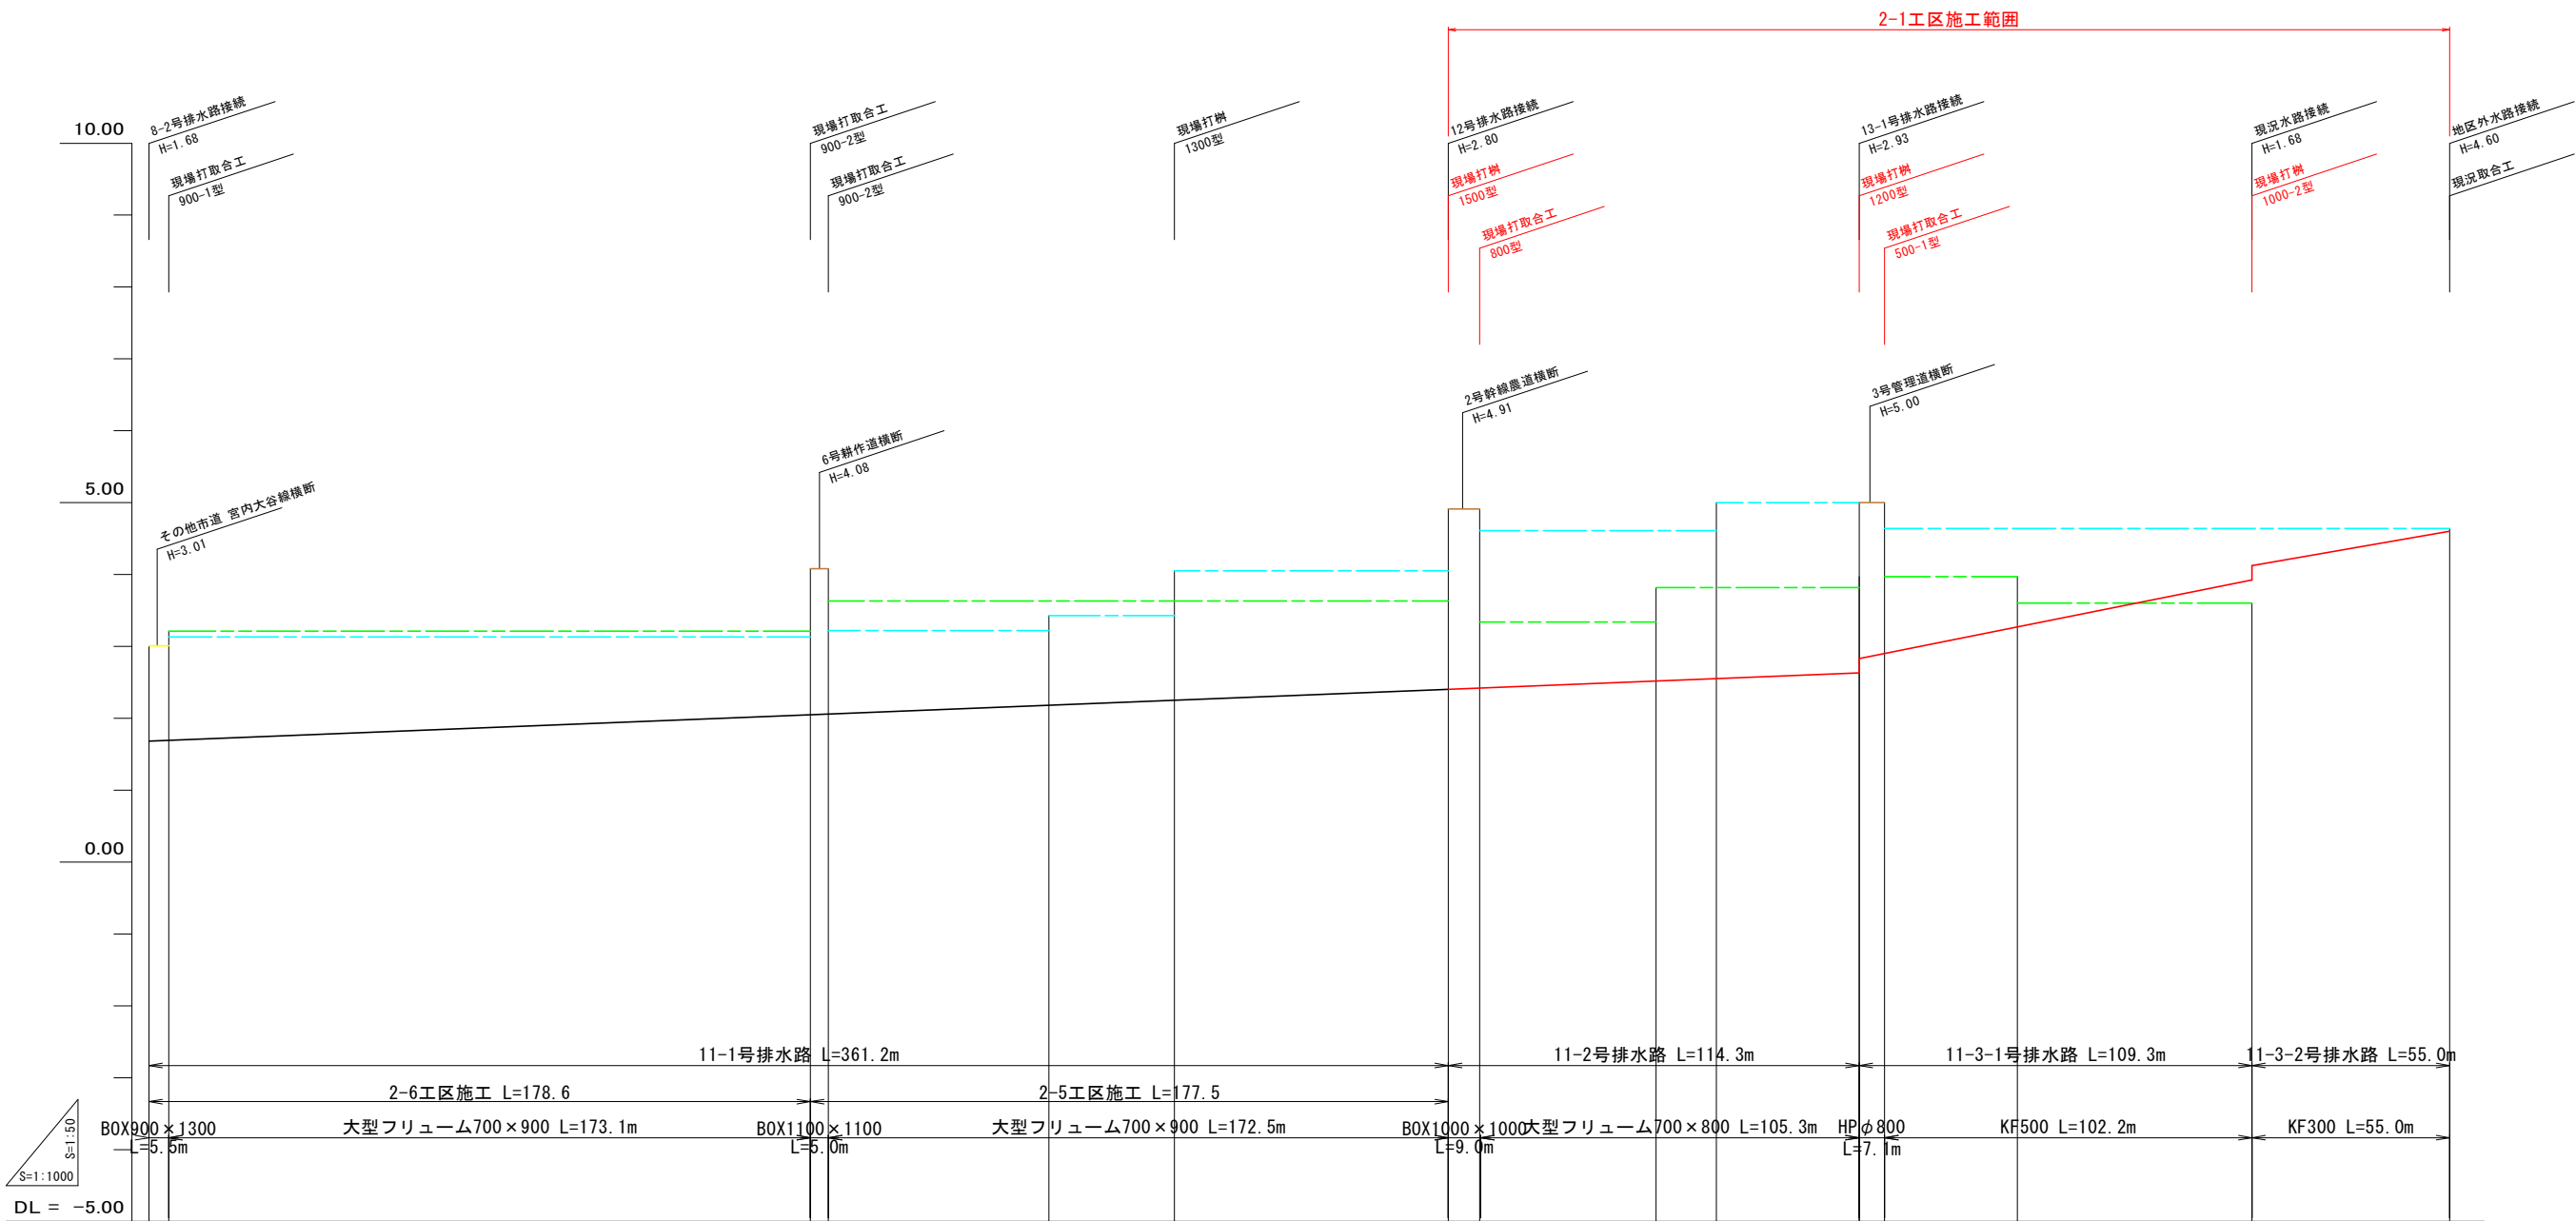 2-1工区施工範囲
8-2号排水路接続
H=1.68
現場打取合工
900-1型
現場打取合工
900-2型
現場打取合工
900-2型
現場打桝
1300型
12号排水路接続
H=2.80
現場打桝
1500型
現場打取合工
800型
13-1号排水路接続
H=2.93
現場打桝
1200型
現場打取合工
500-1型
現況水路接続
H=1.68
現場打桝
1000-2型
地区外水路接続
H=4.60
現況取合工
10.00
5.00
0.00
その他市道 宮内大谷線横断
H=3.01
6号耕作道横断
H=4.08
2号幹線農道横断
H=4.91
3号管理道横断
H=5.00
11-1号排水路 L=361.2m
11-2号排水路 L=114.3m
11-3-1号排水路 L=109.3m
11-3-2号排水路 L=55.0m
2-6工区施工 L=178.6
2-5工区施工 L=177.5
BOX900×1300
L=5.5m
大型フリューム700×900 L=173.1m
BOX1100×1100
L=5.0m
大型フリューム700×900 L=172.5m
BOX1000×1000
L=9.0m
大型フリューム700×800 L=105.3m
HPφ800
L=7.1m
KF500 L=102.2m
KF300 L=55.0m
S=1:50
S=1:1000
DL = -5.00